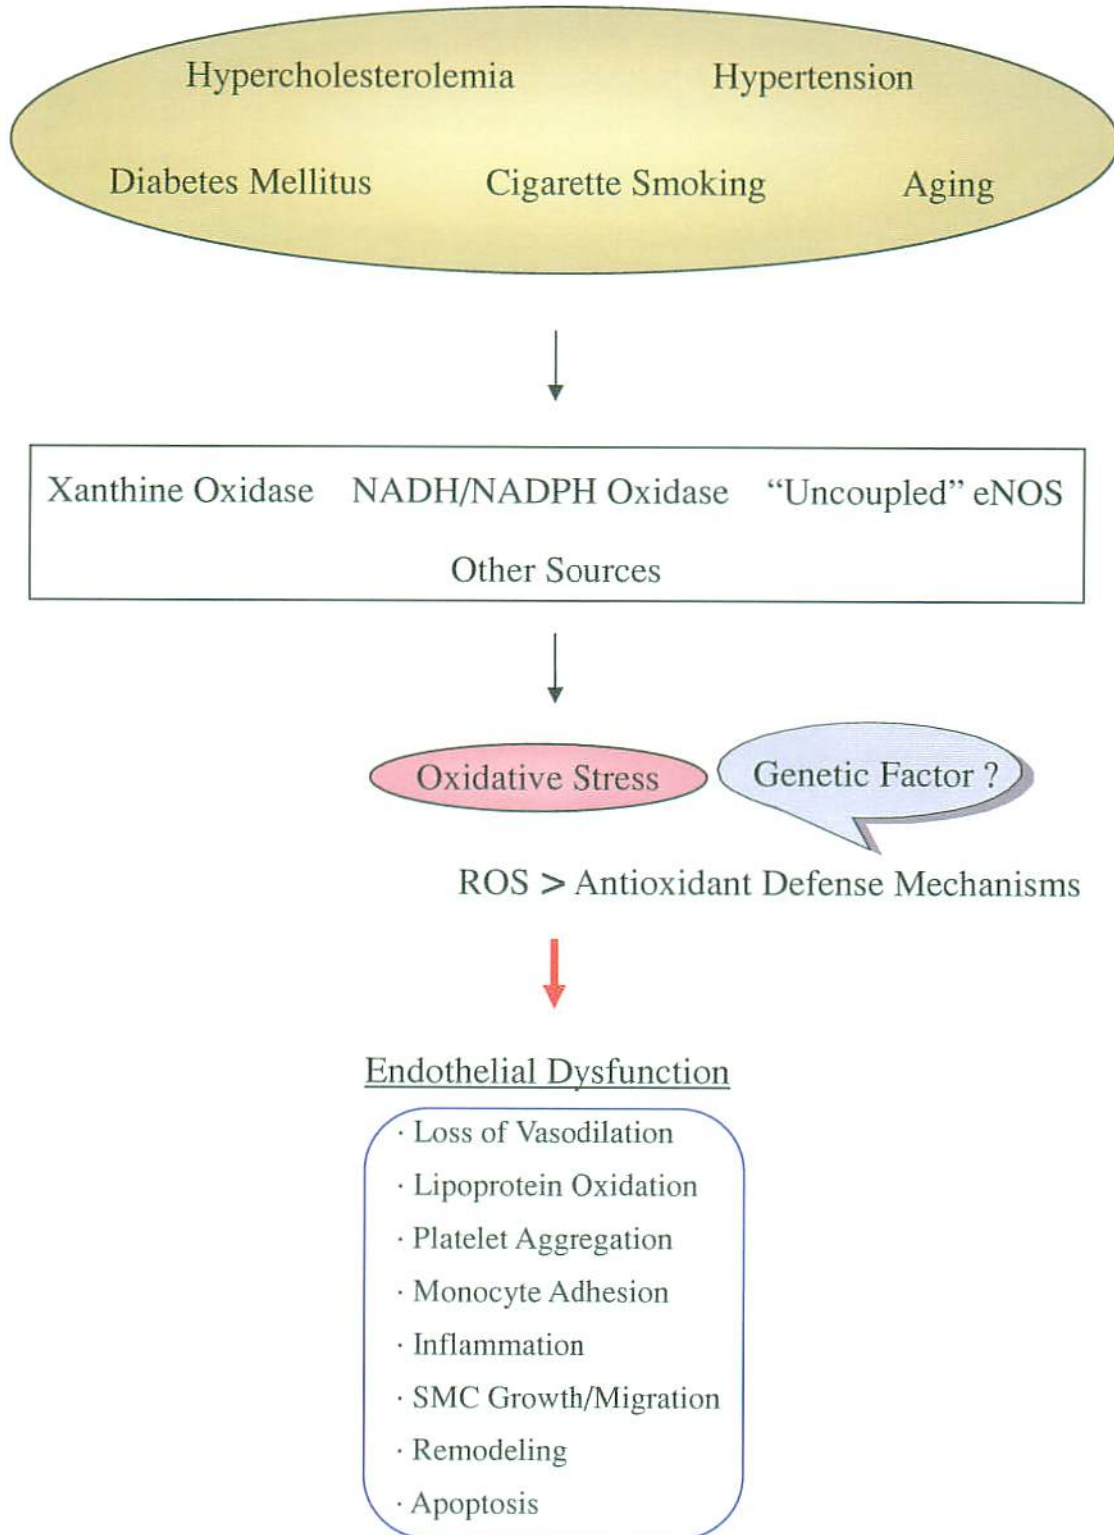 Hypercholesterolemia Hypertension
Diabetes Mellitus Cigarette Smoking Aging
Xanthine Oxidase NADH/NADPH Oxidase “Uncoupled” eNOS
Other Sources
Oxidative Stress Genetic Factor ?
ROS > Antioxidant Defense Mechanisms
Endothelial Dysfunction
· Loss of Vasodilation
· Lipoprotein Oxidation
· Platelet Aggregation
· Monocyte Adhesion
· Inflammation
· SMC Growth/Migration
· Remodeling
· Apoptosis